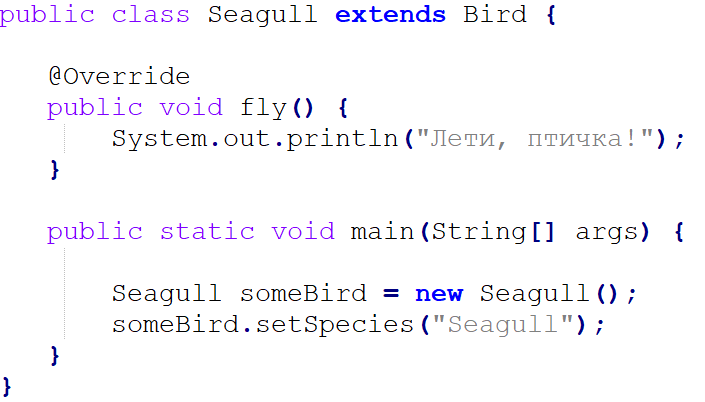 public class Seagull extends Bird {
@Override
public void fly() {
System.out.println("Лети, птичка!");
}
public static void main(String[] args) {
Seagull someBird = new Seagull();
someBird.setSpecies("Seagull");
}
}